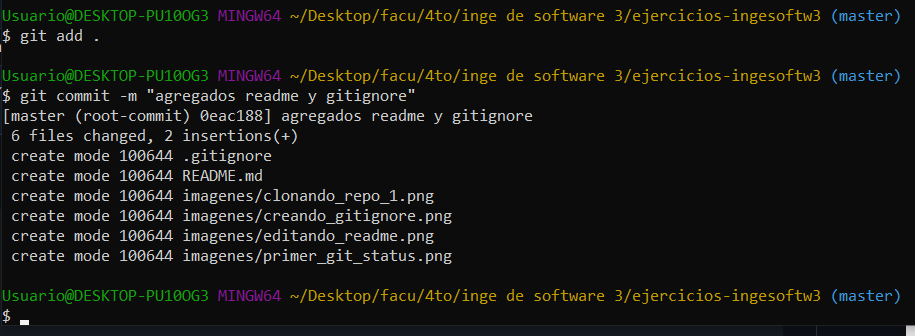 Usuario@DESKTOP-PU10OG3 MINGW64 ~/Desktop/facu/4to/inge de software 3/ejercicios-ingesoftw3 (master)
$ git add .
Usuario@DESKTOP-PU10OG3 MINGW64 ~/Desktop/facu/4to/inge de software 3/ejercicios-ingesoftw3 (master)
$ git commit -m "agregados readme y gitignore"
[master (root-commit) 0eac188] agregados readme y gitignore
 6 files changed, 2 insertions(+)
 create mode 100644 .gitignore
 create mode 100644 README.md
 create mode 100644 imagenes/clonando_repo_1.png
 create mode 100644 imagenes/creando_gitignore.png
 create mode 100644 imagenes/editando_readme.png
 create mode 100644 imagenes/primer_git_status.png
Usuario@DESKTOP-PU10OG3 MINGW64 ~/Desktop/facu/4to/inge de software 3/ejercicios-ingesoftw3 (master)
$